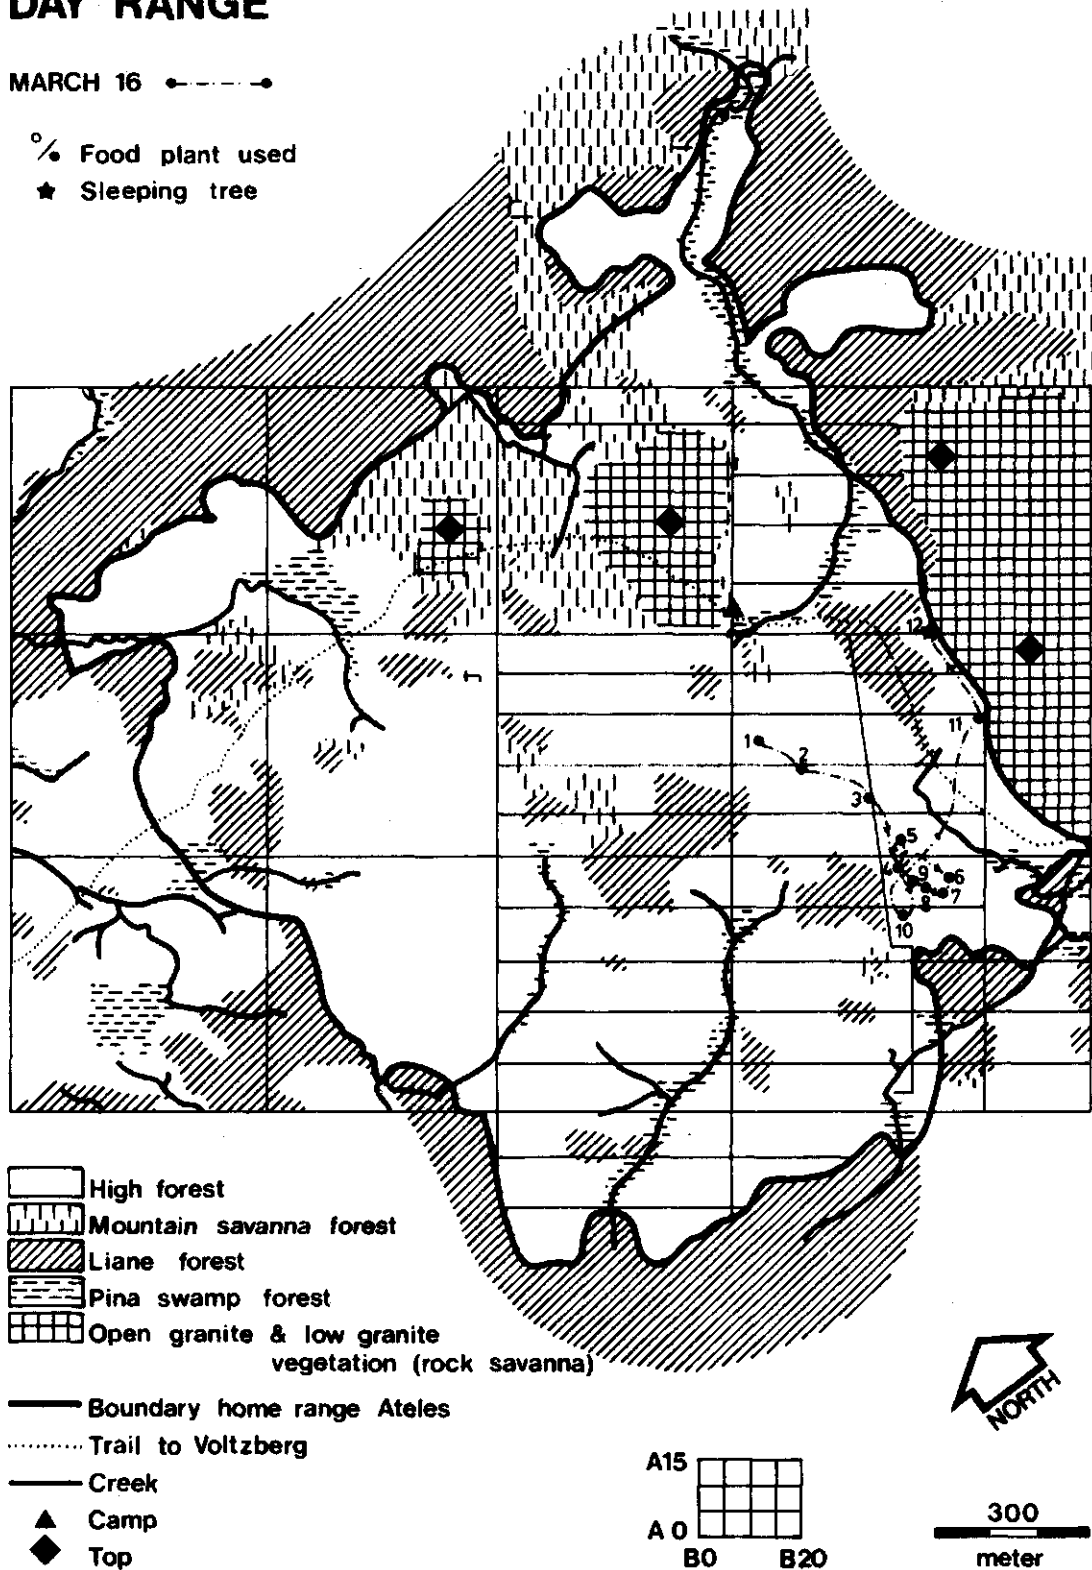 DAY RANGE
MARCH 16
Food plant used
Sleeping tree
12
11
1
2
3
5
4
9
6
7
8
10
High forest
Mountain savanna forest
Liane forest
Pina swamp forest
Open granite & low granite
vegetation (rock savanna)
Boundary home range Ateles
Trail to Voltzberg
Creek
Camp
Top
NORTH
A15
A 0
B0 B20
300
meter